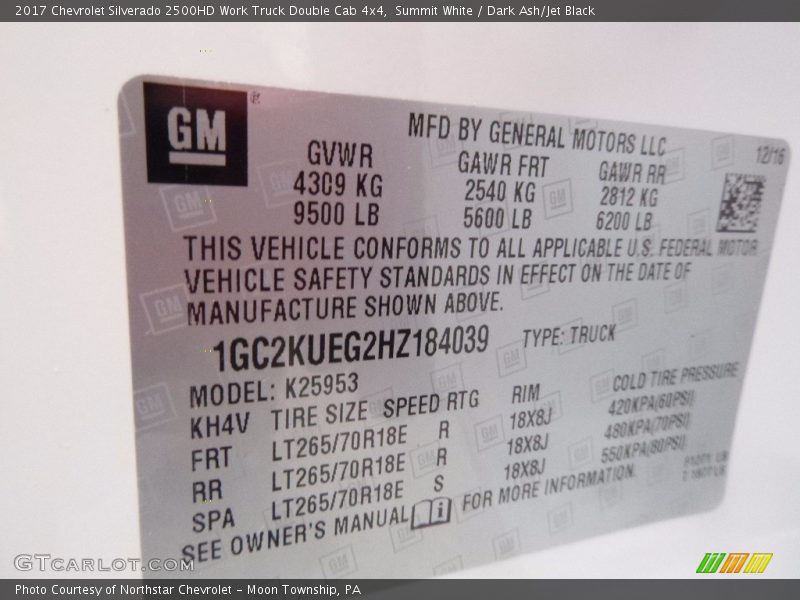 2017 Chevrolet Silverado 2500HD Work Truck Double Cab 4x4, Summit White / Dark Ash/Jet Black
GM
MFD BY GENERAL MOTORS LLC
12/16
GVWR GAWR FRT GAWR RR
4309 KG 2540 KG 2812 KG
9500 LB 5600 LB 6200 LB
THIS VEHICLE CONFORMS TO ALL APPLICABLE U.S. FEDERAL MOTOR
VEHICLE SAFETY STANDARDS IN EFFECT ON THE DATE OF
MANUFACTURE SHOWN ABOVE.
1GC2KUEG2HZ184039 TYPE: TRUCK
MODEL: K25953
KH4V TIRE SIZE SPEED RTG RIM COLD TIRE PRESSURE
FRT LT265/70R18E R 18X8J 420KPA(60PSI)
RR LT265/70R18E R 18X8J 480KPA(70PSI)
SPA LT265/70R18E S 18X8J 550KPA(80PSI)
SEE OWNER'S MANUAL i FOR MORE INFORMATION.
GTCarlot.com
Photo Courtesy of Northstar Chevrolet - Moon Township, PA